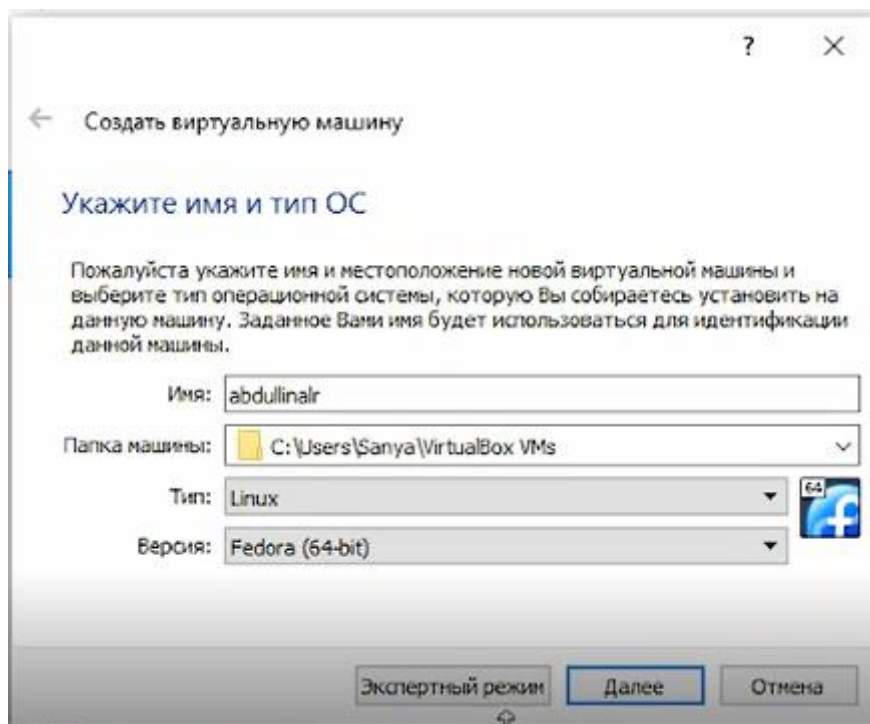 ?
Создать виртуальную машину
Укажите имя и тип ОС
Пожалуйста укажите имя и местоположение новой виртуальной машины и
выберите тип операционной системы, которую Вы собираетесь установить на
данную машину. Заданное Вами имя будет использоваться для идентификации
данной машины.
Имя: abdullinalr
Папка машины: C:\Users\Sanya\VirtualBox VMs
Тип: Linux 64
Версия: Fedora (64-bit)
Экспертный режим Далее Отмена